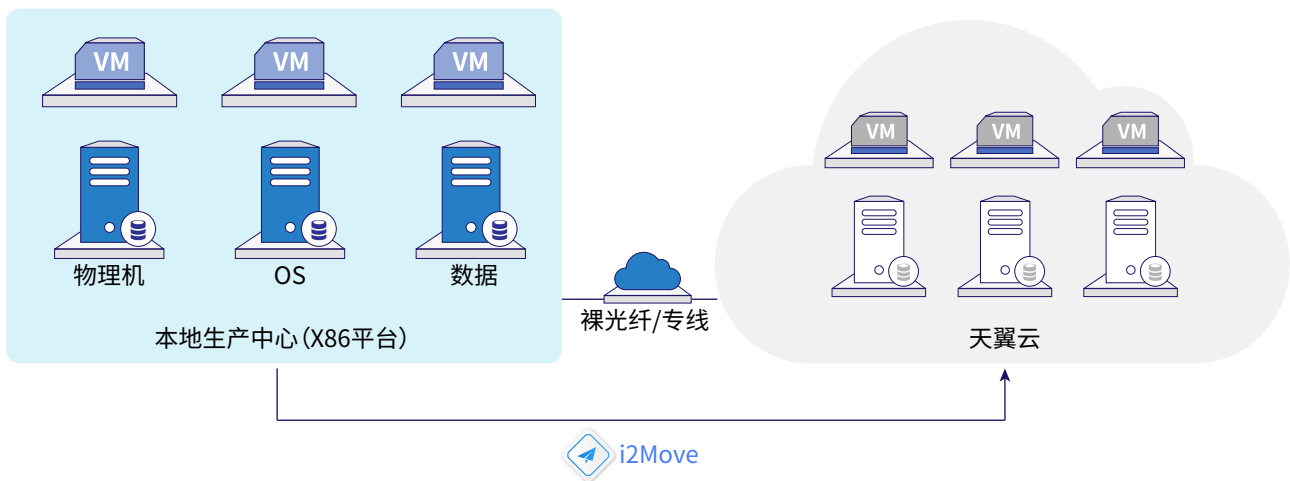 VM VM VM
VM VM VM
物理机 OS 数据
裸光纤/专线
本地生产中心(X86平台)
天翼云
i2Move